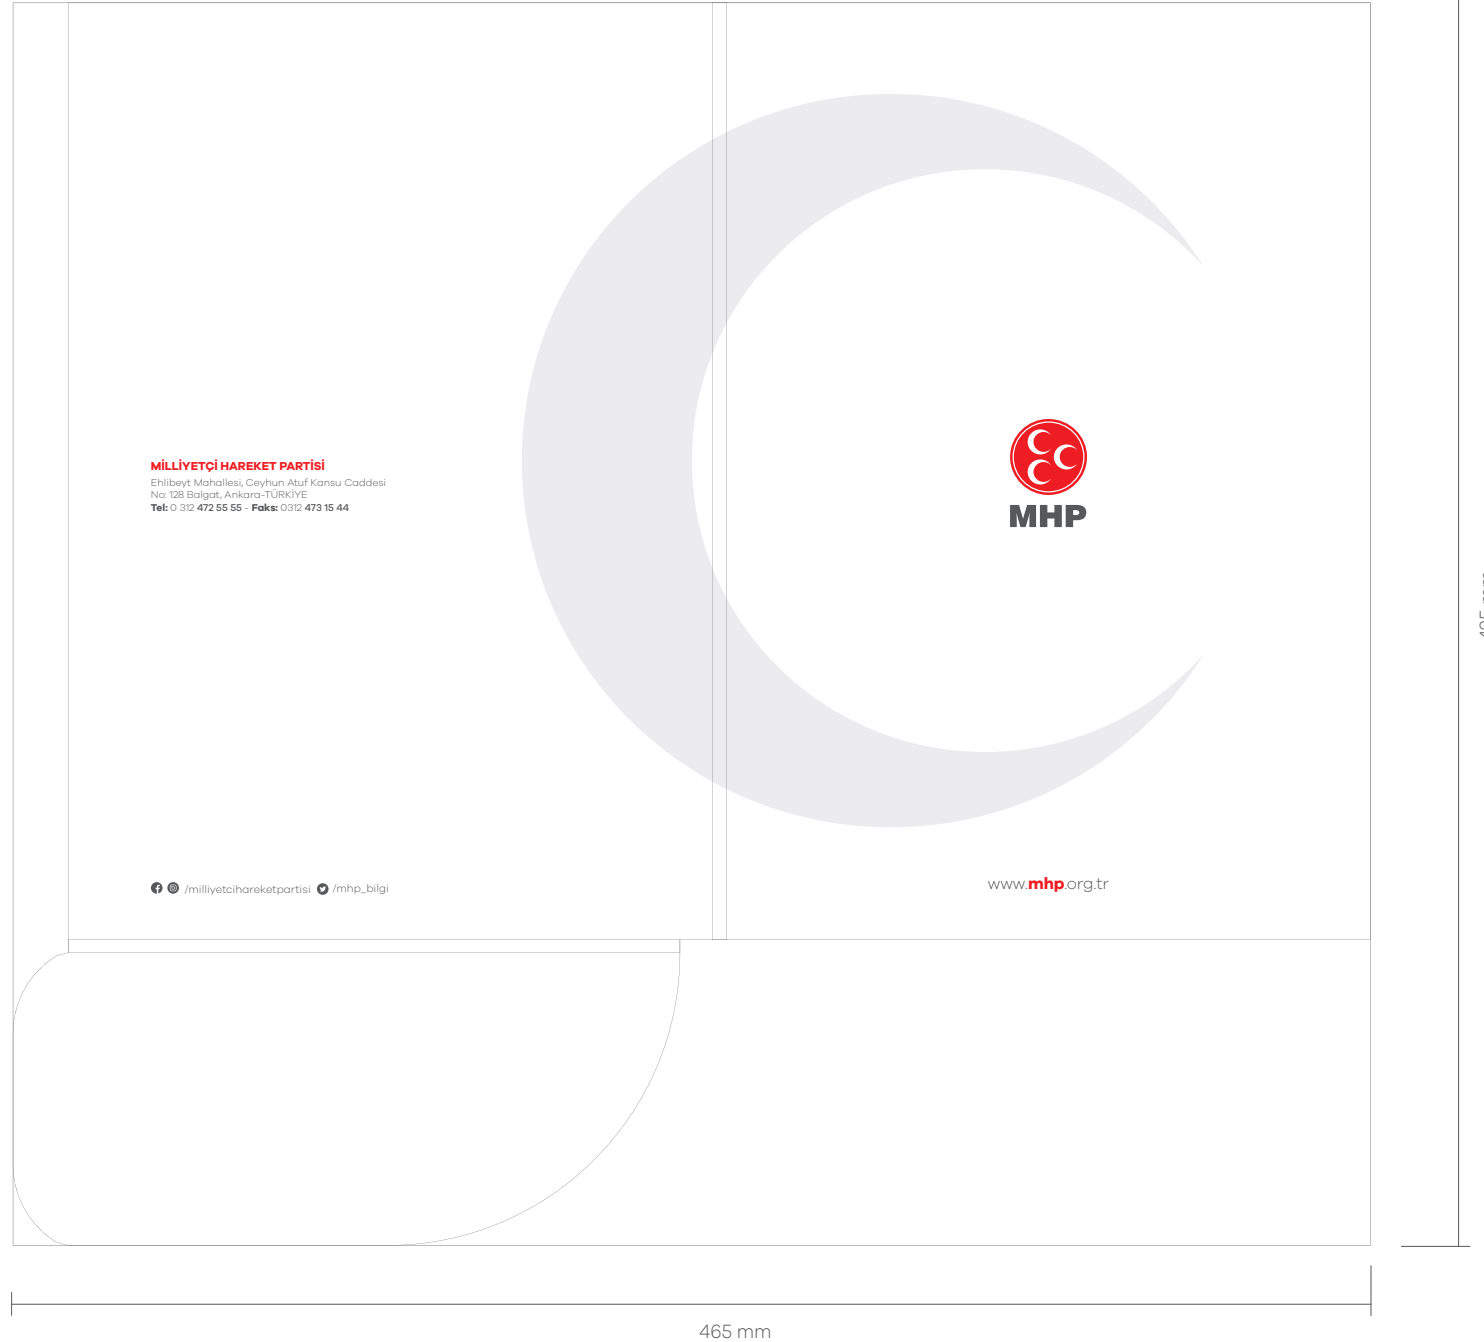 MİLLİYETÇİ HAREKET PARTİSİ
Ehlibeyt Mahallesi, Ceyhun Atuf Kansu Caddesi
No: 128 Balgat, Ankara-TÜRKİYE
Tel: 0 312 472 55 55 - Faks: 0312 473 15 44
MHP
/milliyetcihareketpartisi /mhp_bilgi
www.mhp.org.tr
465 mm